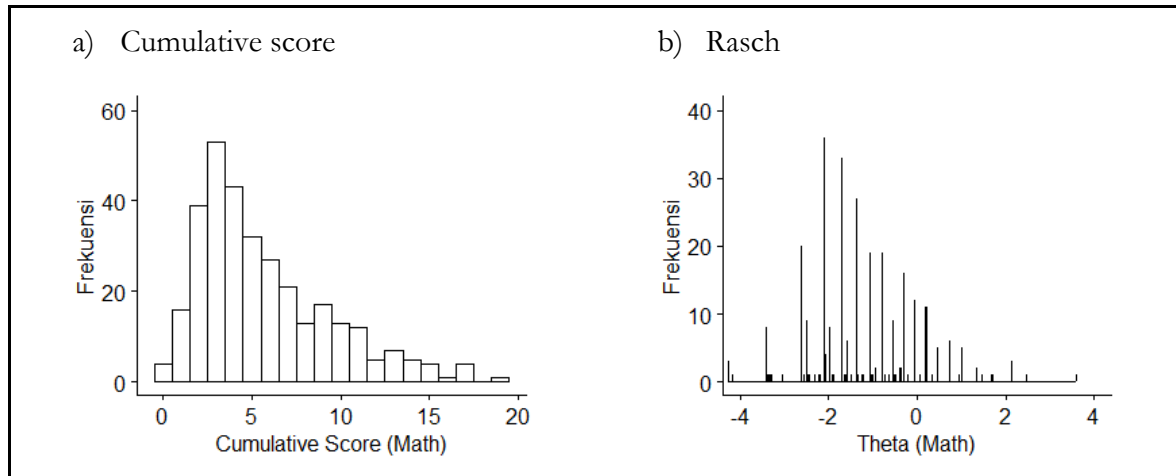 a) Cumulative score
60
40
20
0
Frekuensi
0 5 10 15 20
Cumulative Score (Math)
b) Rasch
40
30
20
10
0
Frekuensi
-4 -2 0 2 4
Theta (Math)